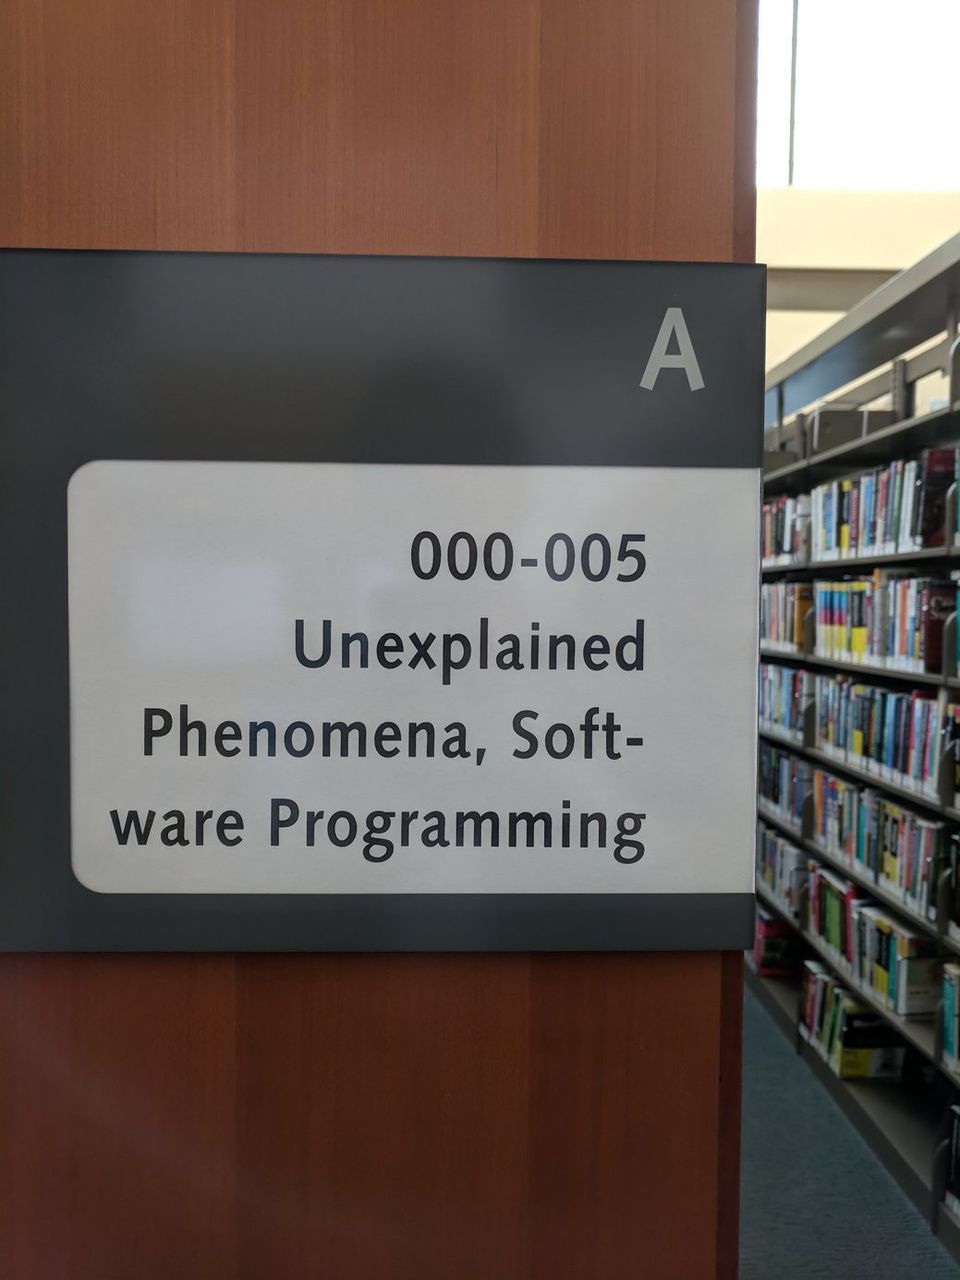 A
000-005
Unexplained
Phenomena, Soft-
ware Programming